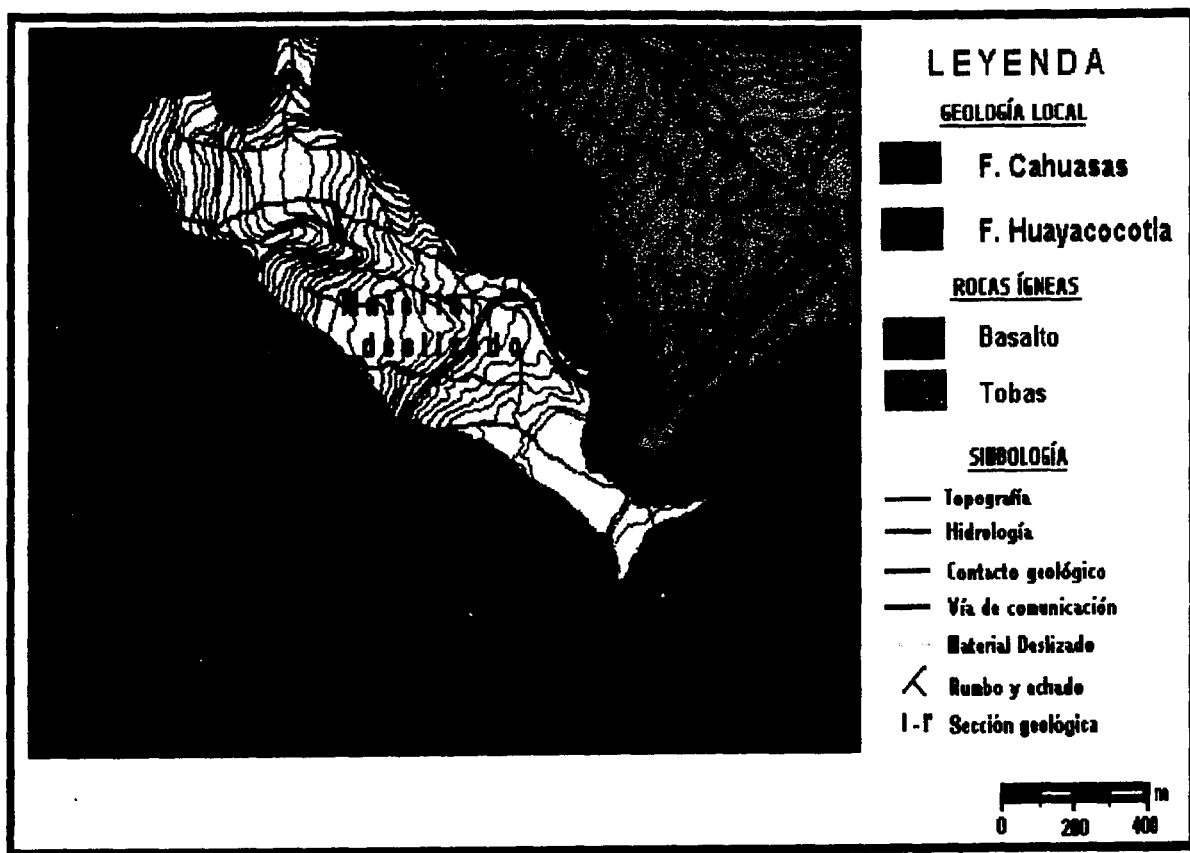 LEYENDA
GEOLOGÍA LOCAL
F. Cahuasas
F. Huayacocotla
ROCAS ÍGNEAS
Basalto
Tobas
SIMBOLOGÍA
Topografía
Hidrología
Contacto geológico
Vía de comunicación
Material Deslizado
Rumbo y echado
I-I' Sección geológica
m
0 200 400